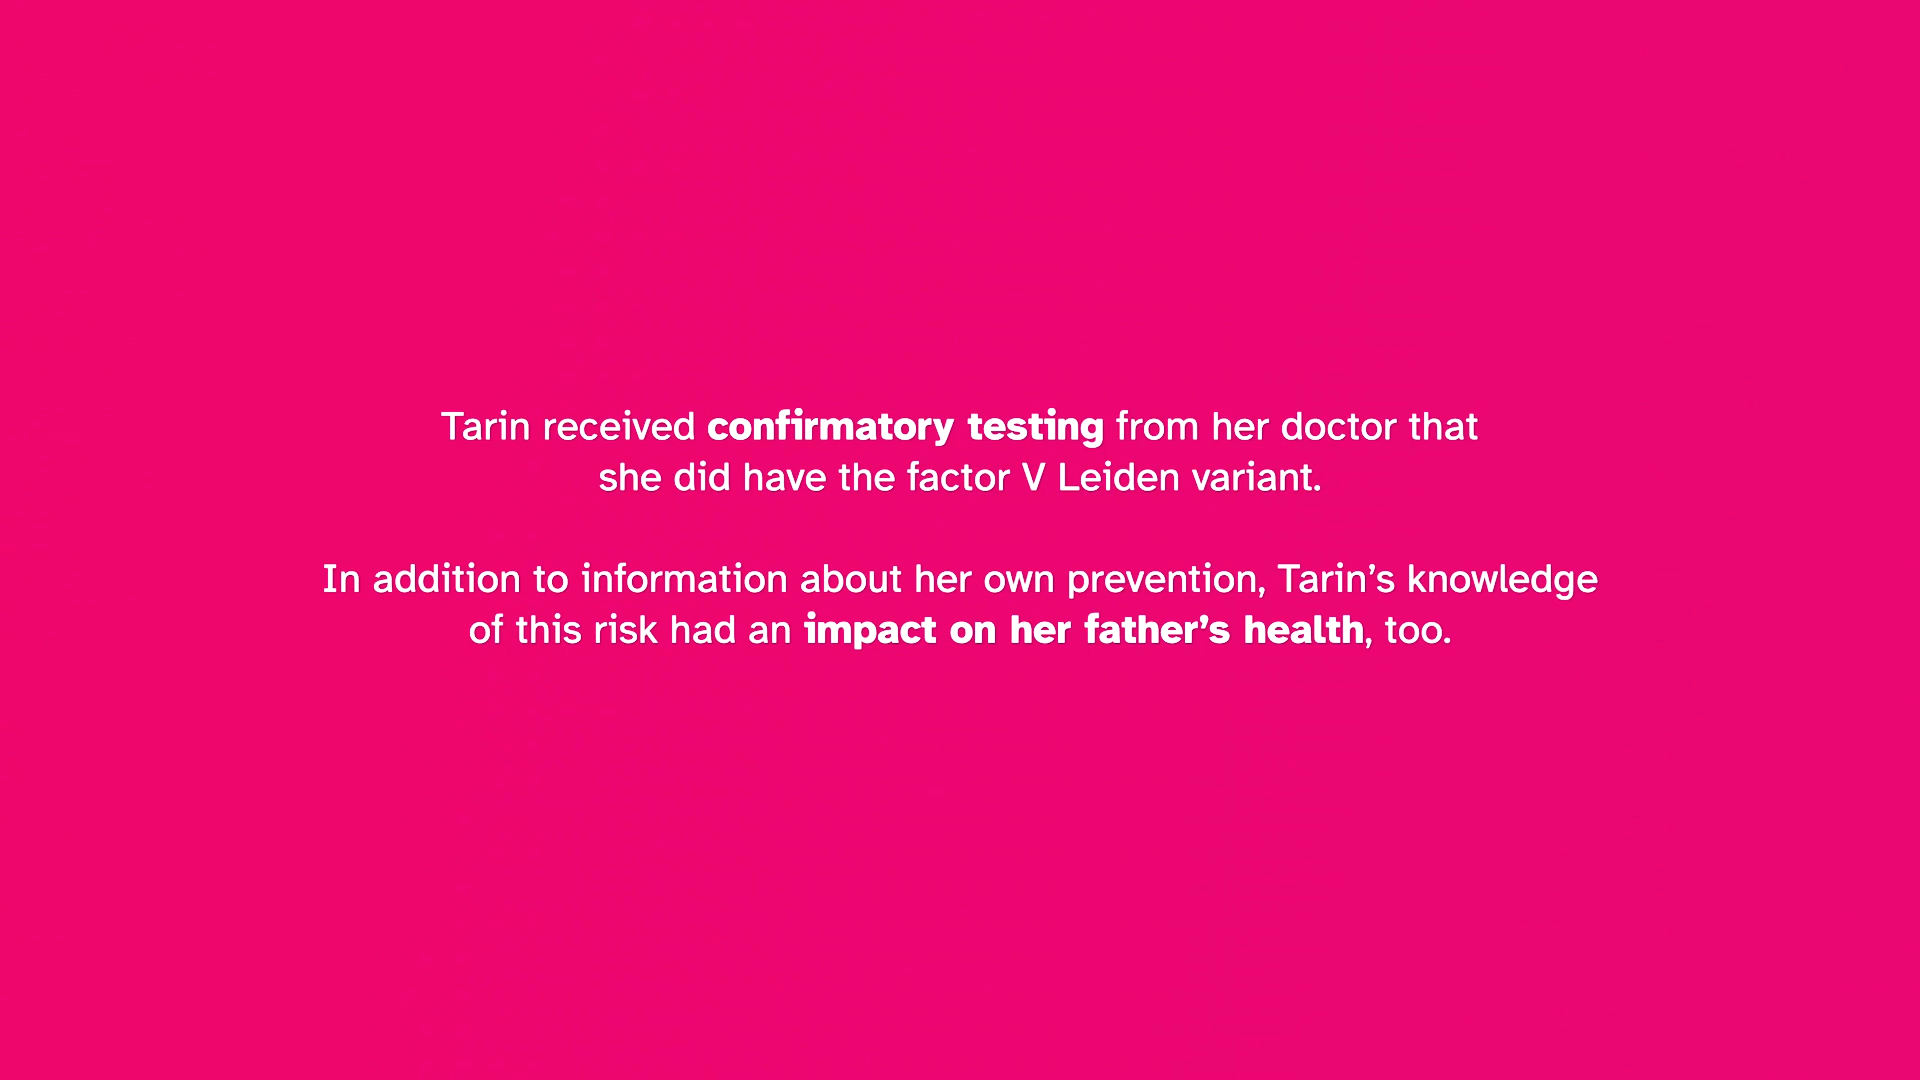 Tarin received confirmatory testing from her doctor that
she did have the factor V Leiden variant.
In addition to information about her own prevention, Tarin’s knowledge
of this risk had an impact on her father’s health, too.